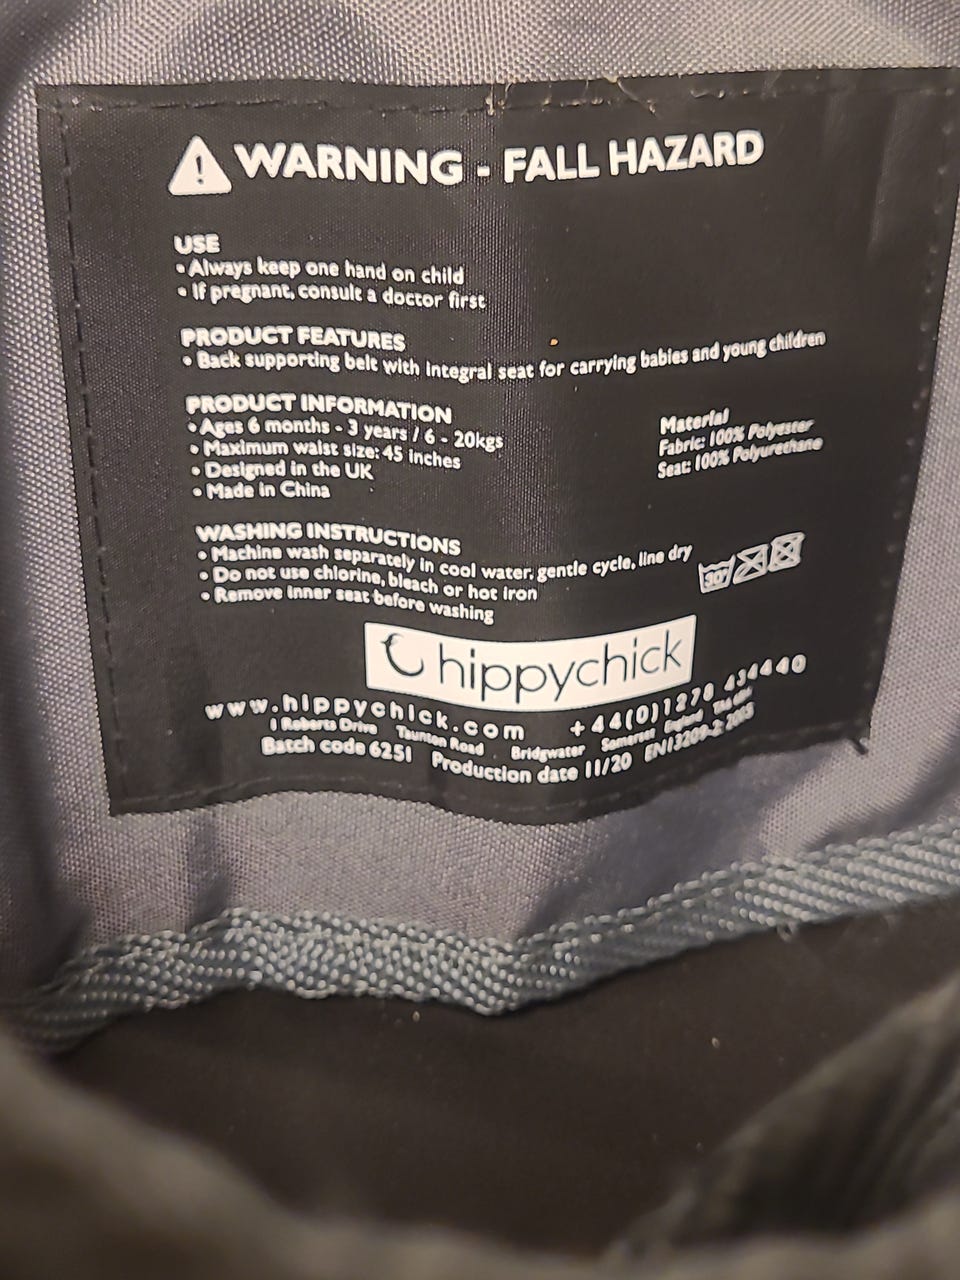 WARNING - FALL HAZARD
USE
• Always keep one hand on child
• If pregnant, consult a doctor first
PRODUCT FEATURES
• Back supporting belt with integral seat for carrying babies and young children
PRODUCT INFORMATION
• Ages 6 months - 3 years / 6 - 20kgs
• Maximum waist size: 45 inches
• Designed in the UK
• Made in China
Material
Fabric: 100% Polyester
Seat: 100% Polyurethane
WASHING INSTRUCTIONS
• Machine wash separately in cool water, gentle cycle, line dry
• Do not use chlorine, bleach or hot iron
• Remove inner seat before washing
30°
hippychick
www.hippychick.com +44(0)1278 434440
1 Roberts Drive Taunton Road Bridgwater Somerset England
Batch code 6251 Production date 11/20 EN13209-2:2005